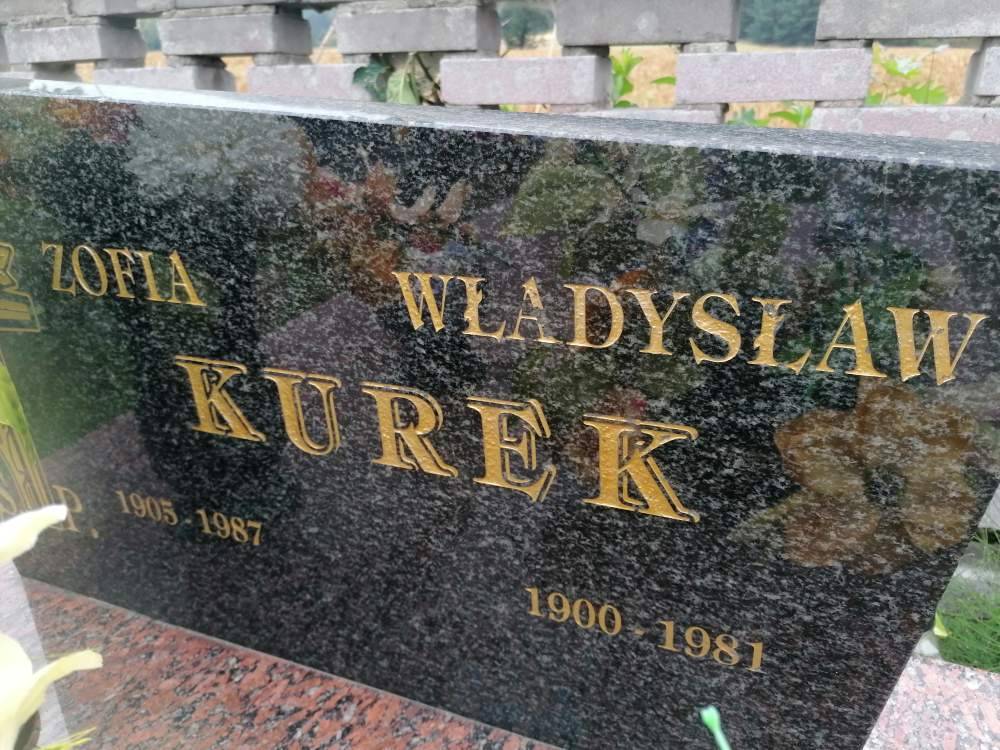 ZOFIA WŁADYSŁAW
KUREK
1905-1987
1900-1981